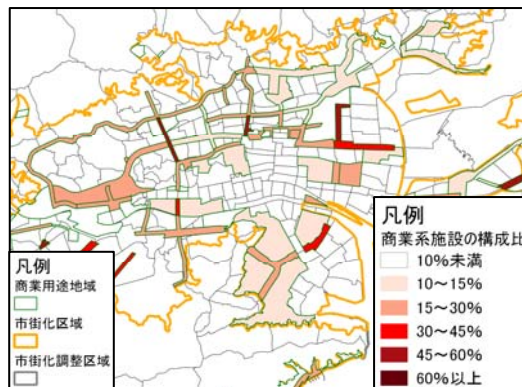 凡例
商業用途地域
市街化区域
市街化調整区域
凡例
商業系施設の構成比
10%未満
10～15%
15～30%
30～45%
45～60%
60%以上